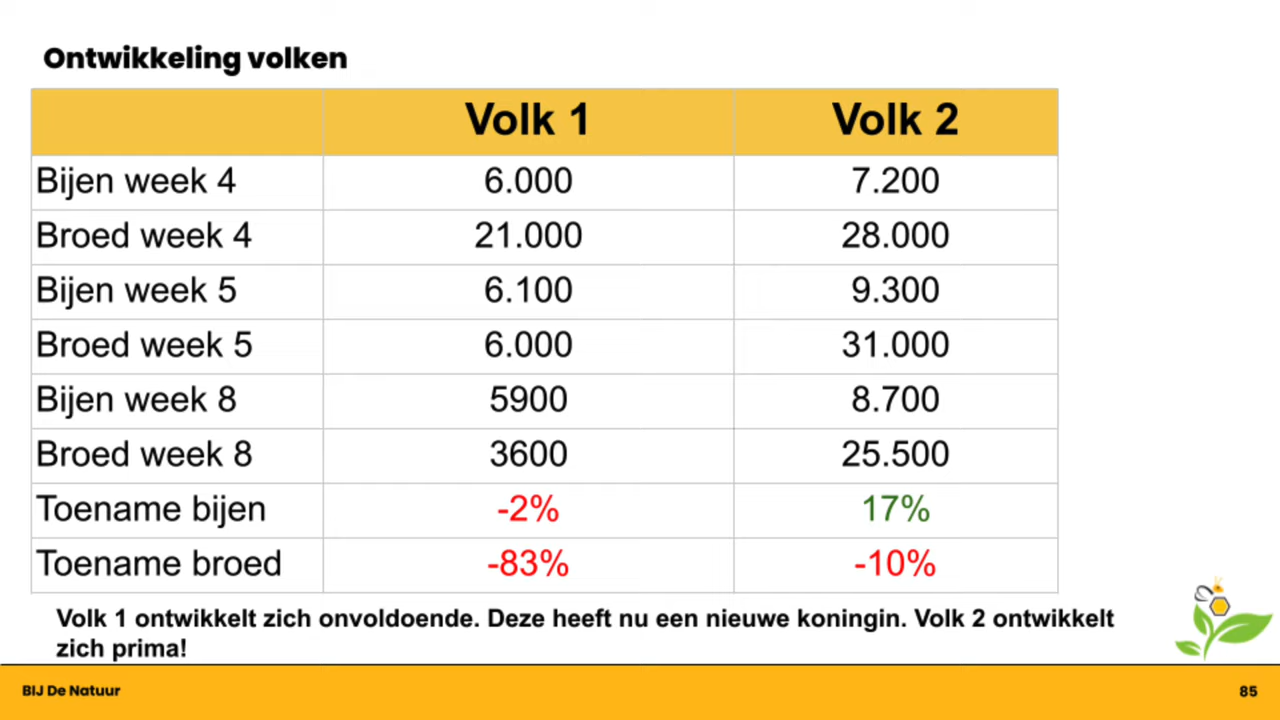 Ontwikkeling volken
Volk 1 Volk 2
Bijen week 4 6.000 7.200
Broed week 4 21.000 28.000
Bijen week 5 6.100 9.300
Broed week 5 6.000 31.000
Bijen week 8 5900 8.700
Broed week 8 3600 25.500
Toename bijen -2% 17%
Toename broed -83% -10%
Volk 1 ontwikkelt zich onvoldoende. Deze heeft nu een nieuwe koningin. Volk 2 ontwikkelt
zich prima!
BIJ De Natuur 85